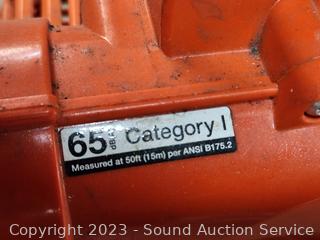 65 dB(A) Category I
Measured at 50ft (15m) per ANSI B175.2
Copyright 2023 - Sound Auction Service